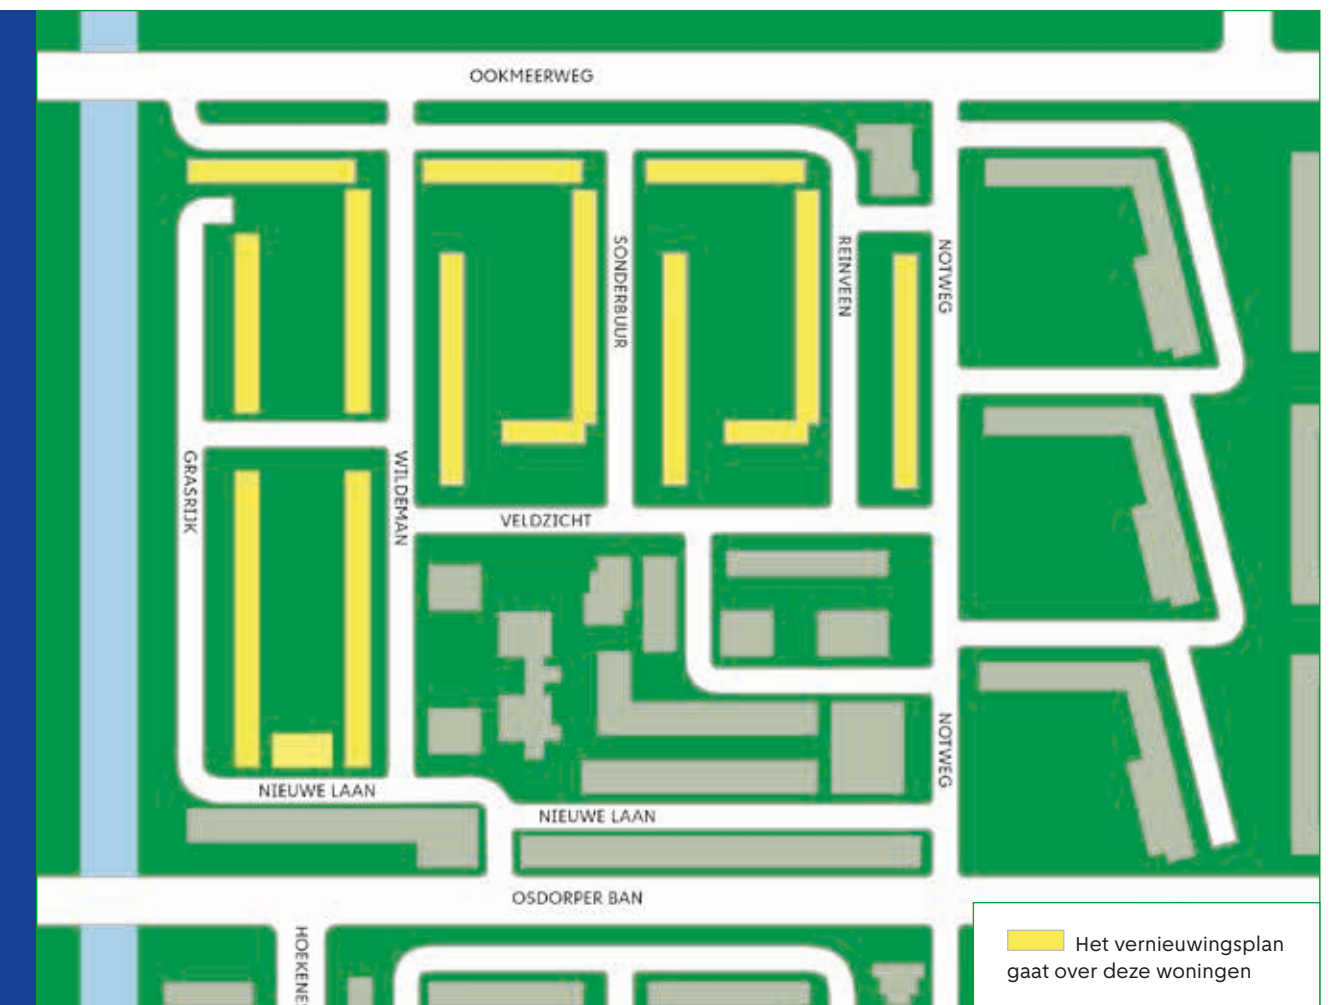 OOKMEERWEG
SONDERBUUR
REINVEEN
NOTWEG
GRASRIJK
WILDEMAN
VELDZICHT
NOTWEG
NIEUWE LAAN
NIEUWE LAAN
OSDORPER BAN
HOEKENES
Het vernieuwingsplan
gaat over deze woningen